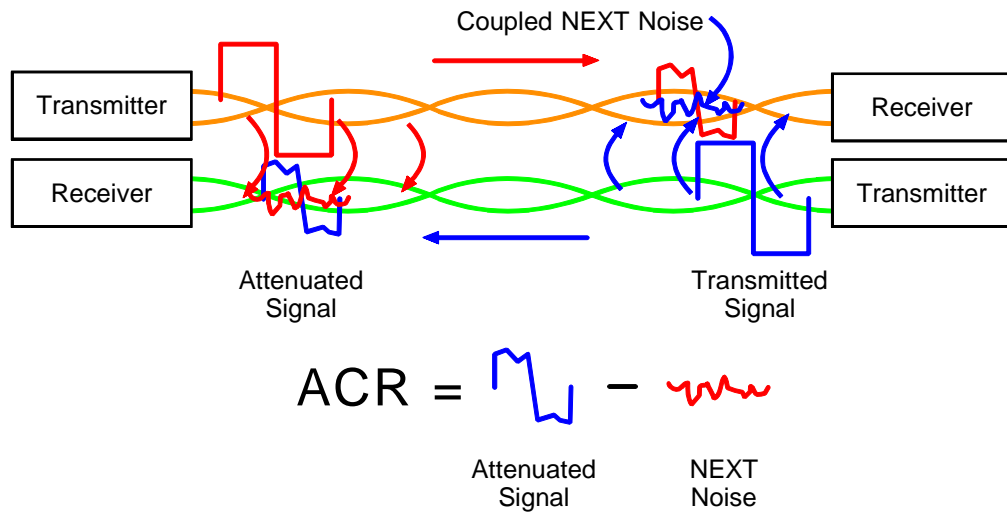 Coupled NEXT Noise
Transmitter
Receiver
Receiver
Transmitter
Attenuated
Signal
Transmitted
Signal
ACR = −
Attenuated
Signal
NEXT
Noise